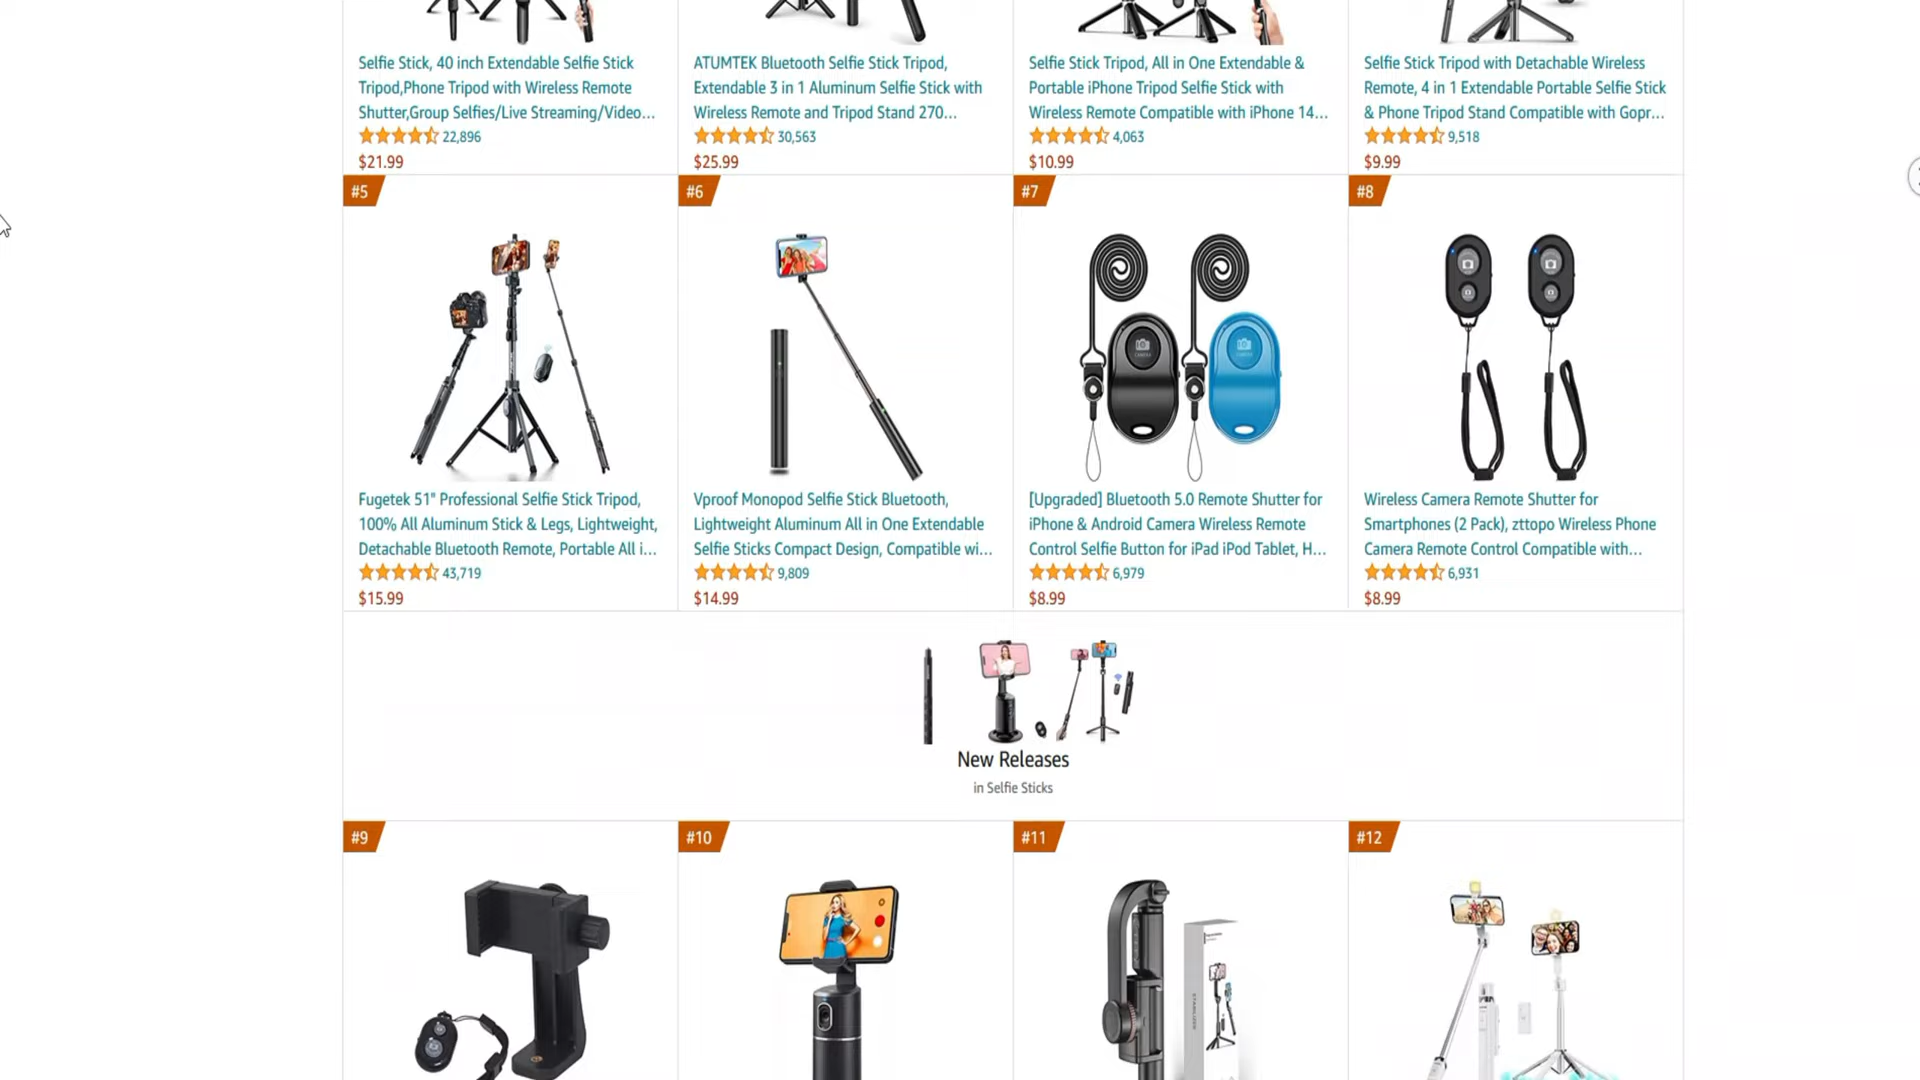 Selfie Stick, 40 inch Extendable Selfie Stick
Tripod,Phone Tripod with Wireless Remote
Shutter,Group Selfies/Live Streaming/Video...
22,896
$21.99
ATUMTEK Bluetooth Selfie Stick Tripod,
Extendable 3 in 1 Aluminum Selfie Stick with
Wireless Remote and Tripod Stand 270...
30,563
$25.99
Selfie Stick Tripod, All in One Extendable &
Portable iPhone Tripod Selfie Stick with
Wireless Remote Compatible with iPhone 14...
4,063
$10.99
Selfie Stick Tripod with Detachable Wireless
Remote, 4 in 1 Extendable Portable Selfie Stick
& Phone Tripod Stand Compatible with Gopr...
9,518
$9.99
#5
Fugetek 51" Professional Selfie Stick Tripod,
100% All Aluminum Stick & Legs, Lightweight,
Detachable Bluetooth Remote, Portable All i...
43,719
$15.99
#6
Vproof Monopod Selfie Stick Bluetooth,
Lightweight Aluminum All in One Extendable
Selfie Sticks Compact Design, Compatible wi...
9,809
$14.99
#7
[Upgraded] Bluetooth 5.0 Remote Shutter for
iPhone & Android Camera Wireless Remote
Control Selfie Button for iPad iPod Tablet, H...
6,979
$8.99
#8
Wireless Camera Remote Shutter for
Smartphones (2 Pack), zttopo Wireless Phone
Camera Remote Control Compatible with...
6,931
$8.99
New Releases
in Selfie Sticks
#9
#10
#11
#12